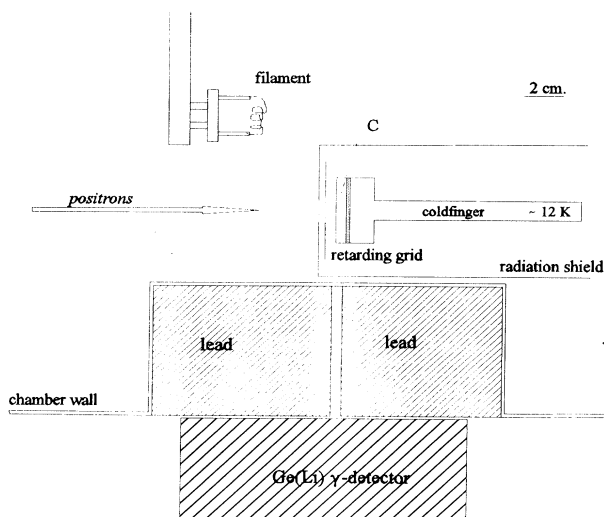 filament
2 cm.
C
positrons
coldfinger ~ 12 K
retarding grid
radiation shield
lead
lead
chamber wall
Ge(Li) γ-detector